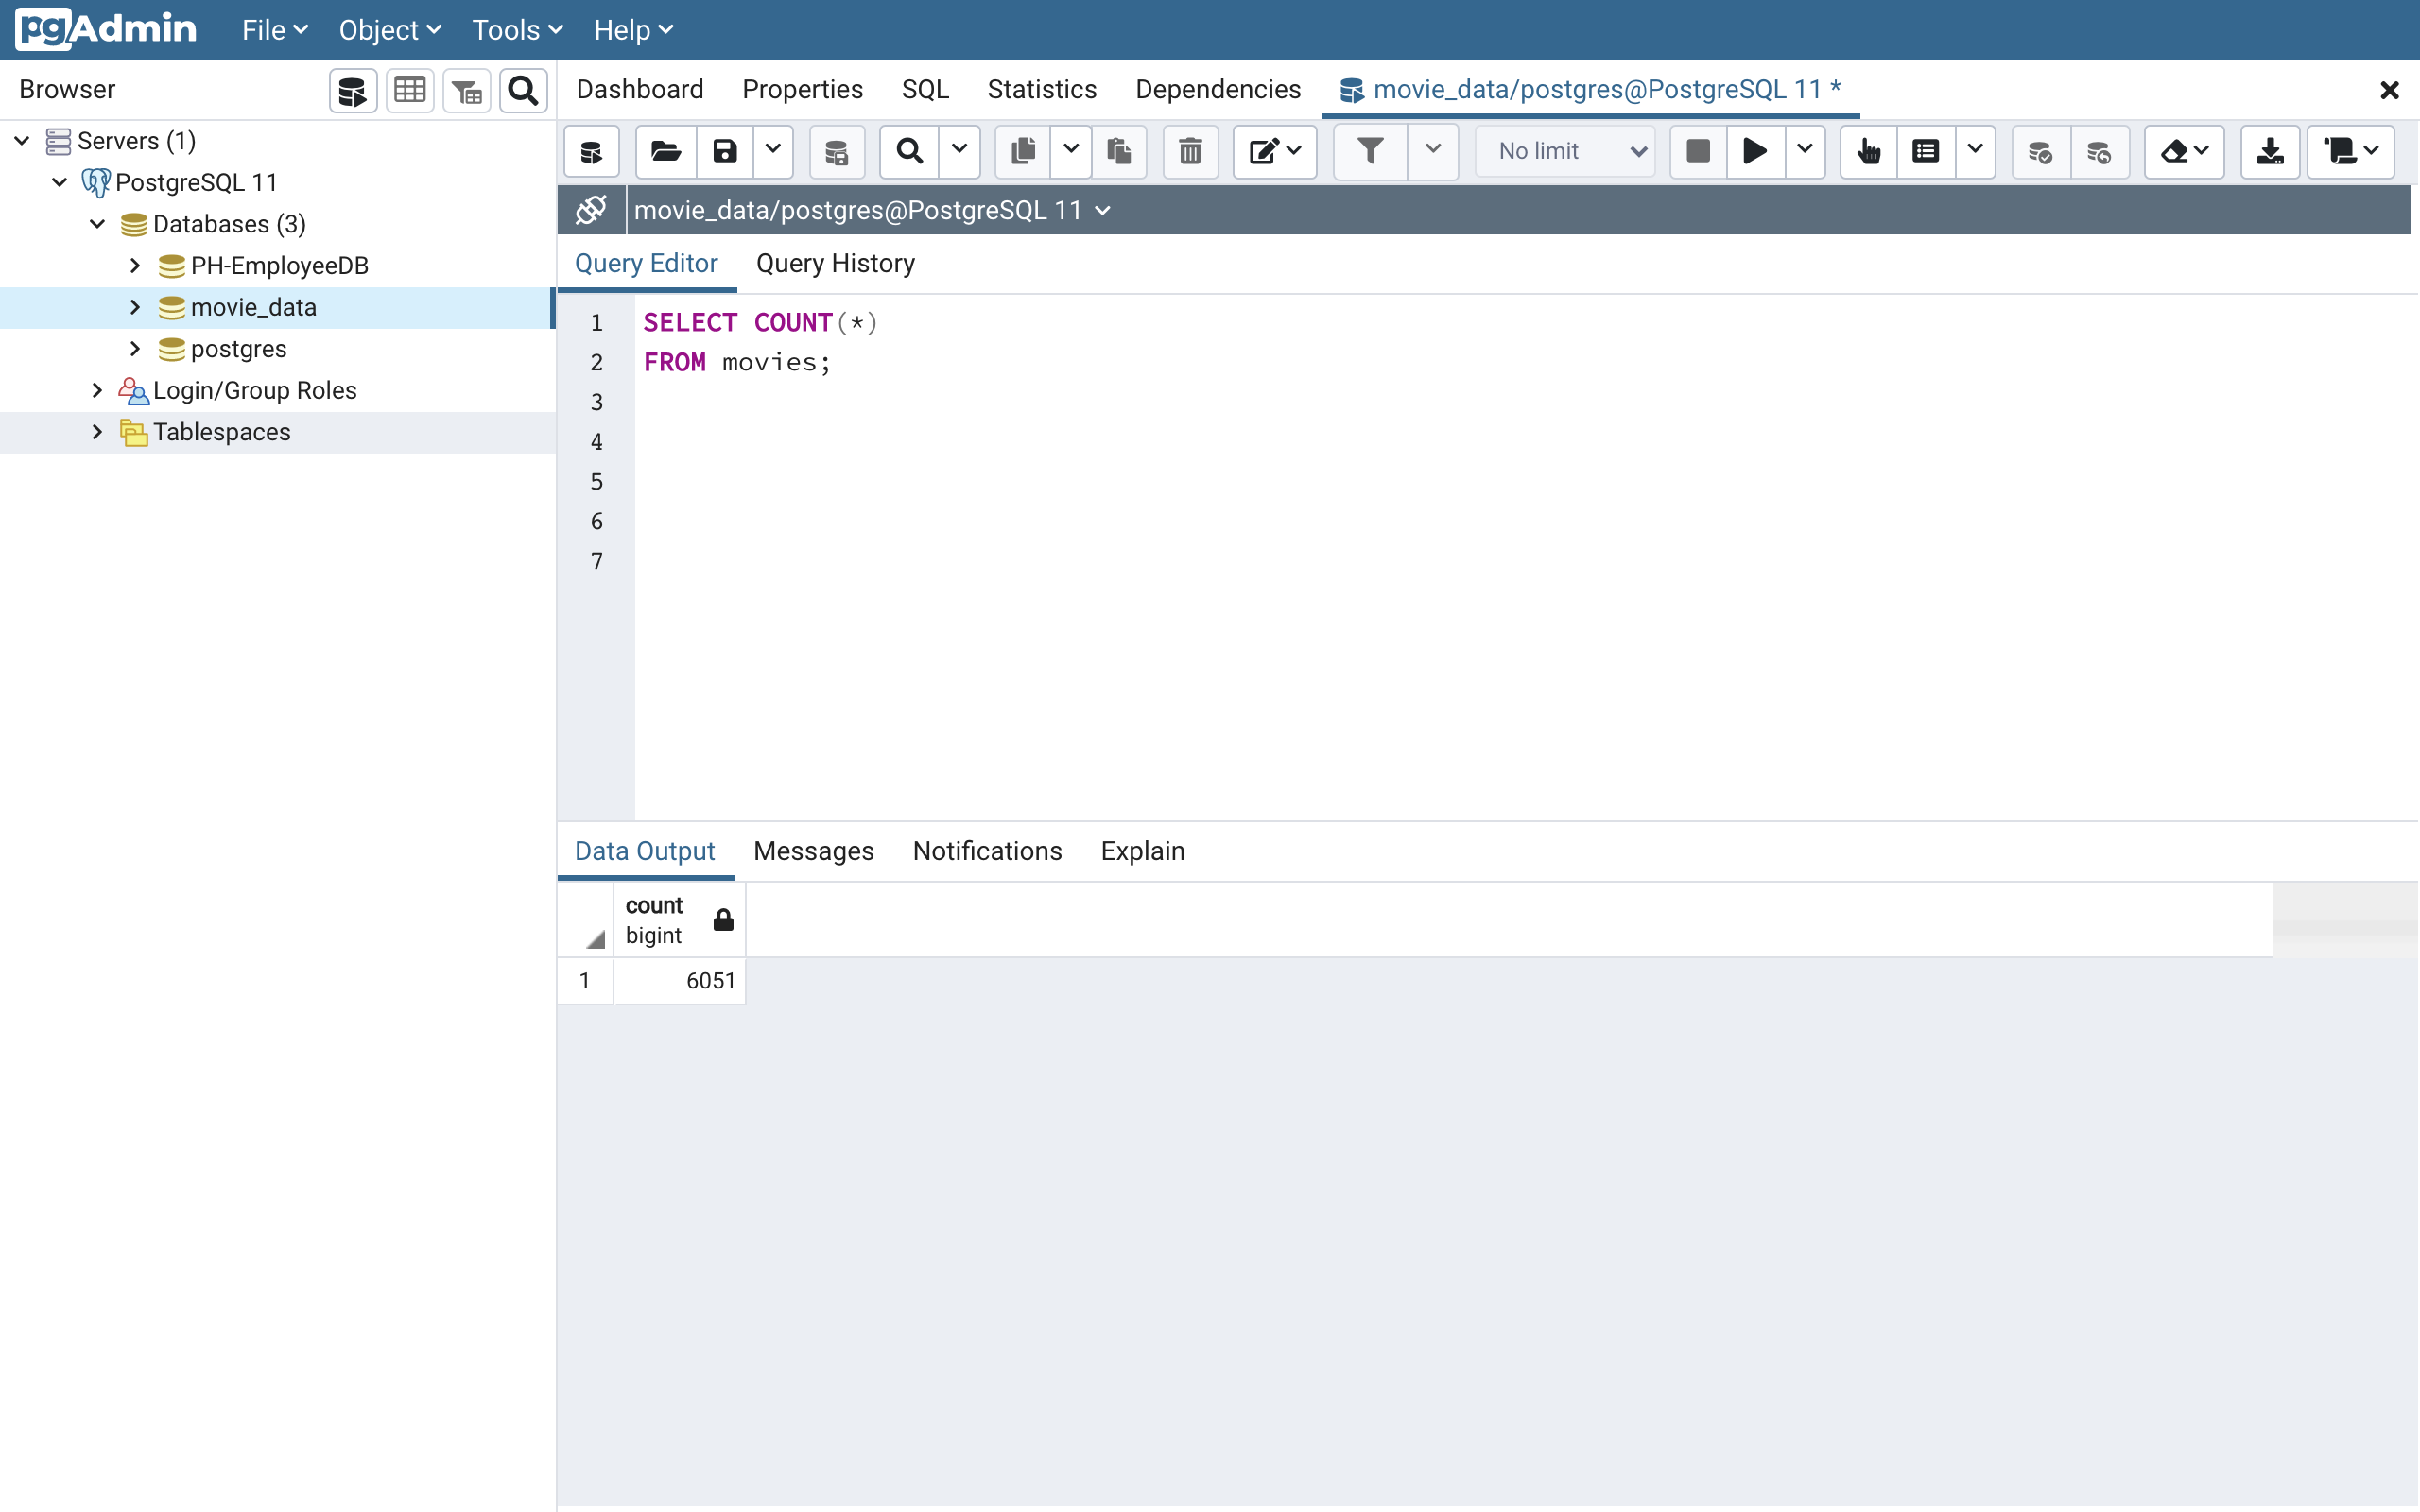 pgAdmin File Object Tools Help
Browser
Dashboard Properties SQL Statistics Dependencies movie_data/postgres@PostgreSQL 11 *
Servers (1)
PostgreSQL 11
Databases (3)
PH-EmployeeDB
movie_data
postgres
Login/Group Roles
Tablespaces
No limit
movie_data/postgres@PostgreSQL 11
Query Editor Query History
1 SELECT COUNT(*)
2 FROM movies;
3
4
5
6
7
Data Output Messages Notifications Explain
count
bigint
1 6051